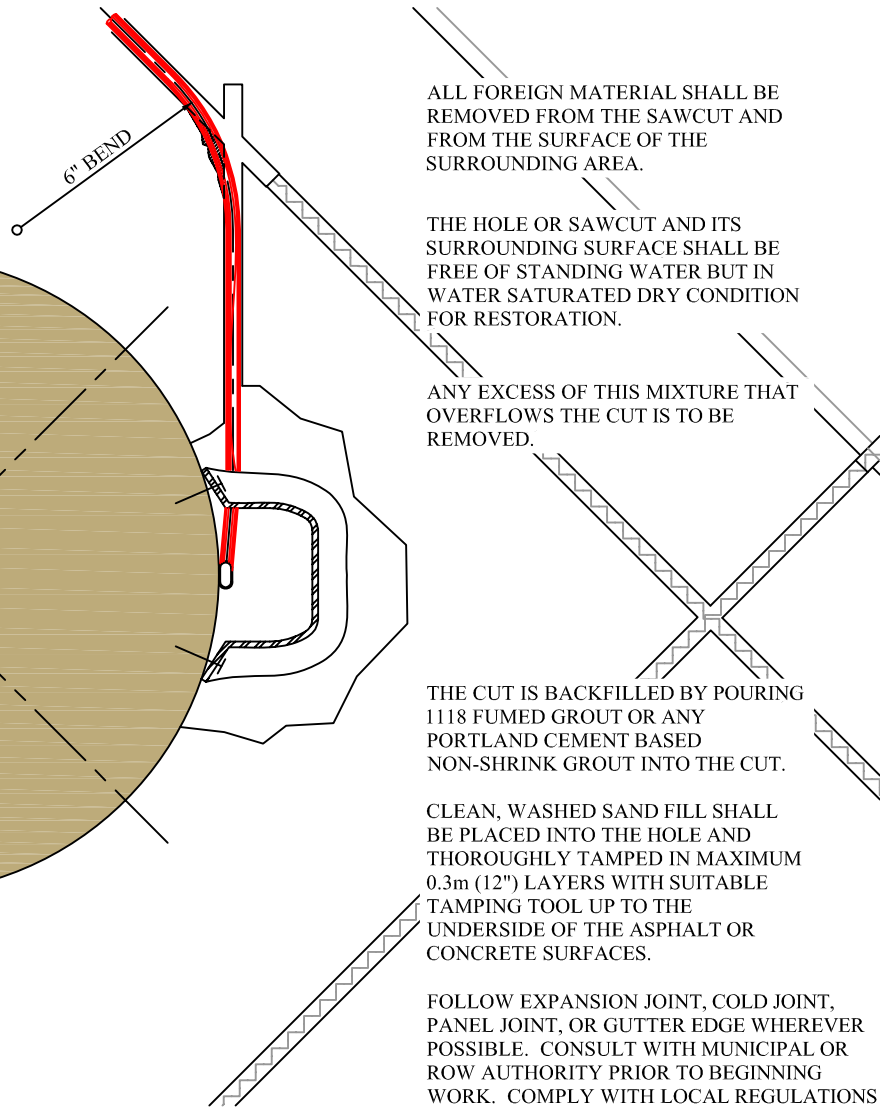 ALL FOREIGN MATERIAL SHALL BE
REMOVED FROM THE SAWCUT AND
FROM THE SURFACE OF THE
SURROUNDING AREA.
6" BEND
THE HOLE OR SAWCUT AND ITS
SURROUNDING SURFACE SHALL BE
FREE OF STANDING WATER BUT IN
WATER SATURATED DRY CONDITION
FOR RESTORATION.
ANY EXCESS OF THIS MIXTURE THAT
OVERFLOWS THE CUT IS TO BE
REMOVED.
THE CUT IS BACKFILLED BY POURING
1118 FUMED GROUT OR ANY
PORTLAND CEMENT BASED
NON-SHRINK GROUT INTO THE CUT.
CLEAN, WASHED SAND FILL SHALL
BE PLACED INTO THE HOLE AND
THOROUGHLY TAMPED IN MAXIMUM
0.3m (12") LAYERS WITH SUITABLE
TAMPING TOOL UP TO THE
UNDERSIDE OF THE ASPHALT OR
CONCRETE SURFACES.
FOLLOW EXPANSION JOINT, COLD JOINT,
PANEL JOINT, OR GUTTER EDGE WHEREVER
POSSIBLE. CONSULT WITH MUNICIPAL OR
ROW AUTHORITY PRIOR TO BEGINNING
WORK. COMPLY WITH LOCAL REGULATIONS